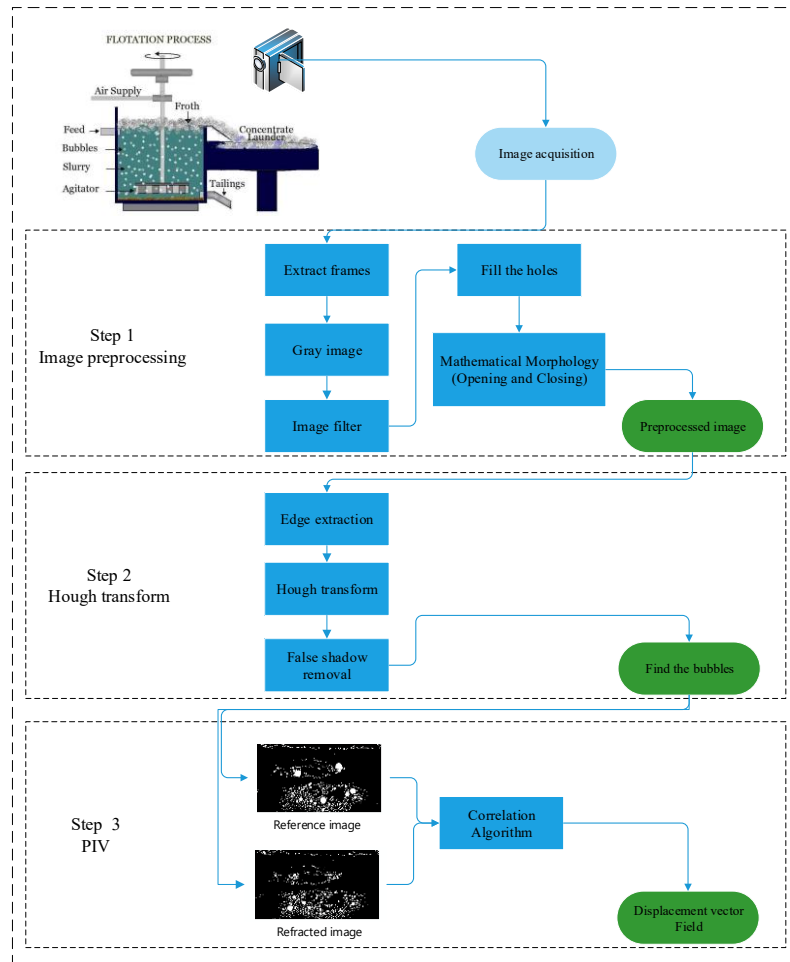 FLOTATION PROCESS
Air Supply
Froth
Feed
Concentrate
Launder
Bubbles
Slurry
Tailings
Agitator
Image acquisition
Step 1
Image preprocessing
Extract frames
Fill the holes
Gray image
Mathematical Morphology
(Opening and Closing)
Image filter
Preprocessed image
Step 2
Hough transform
Edge extraction
Hough transform
False shadow
removal
Find the bubbles
Step 3
PIV
Reference image
Correlation
Algorithm
Refracted image
Displacement vector
Field